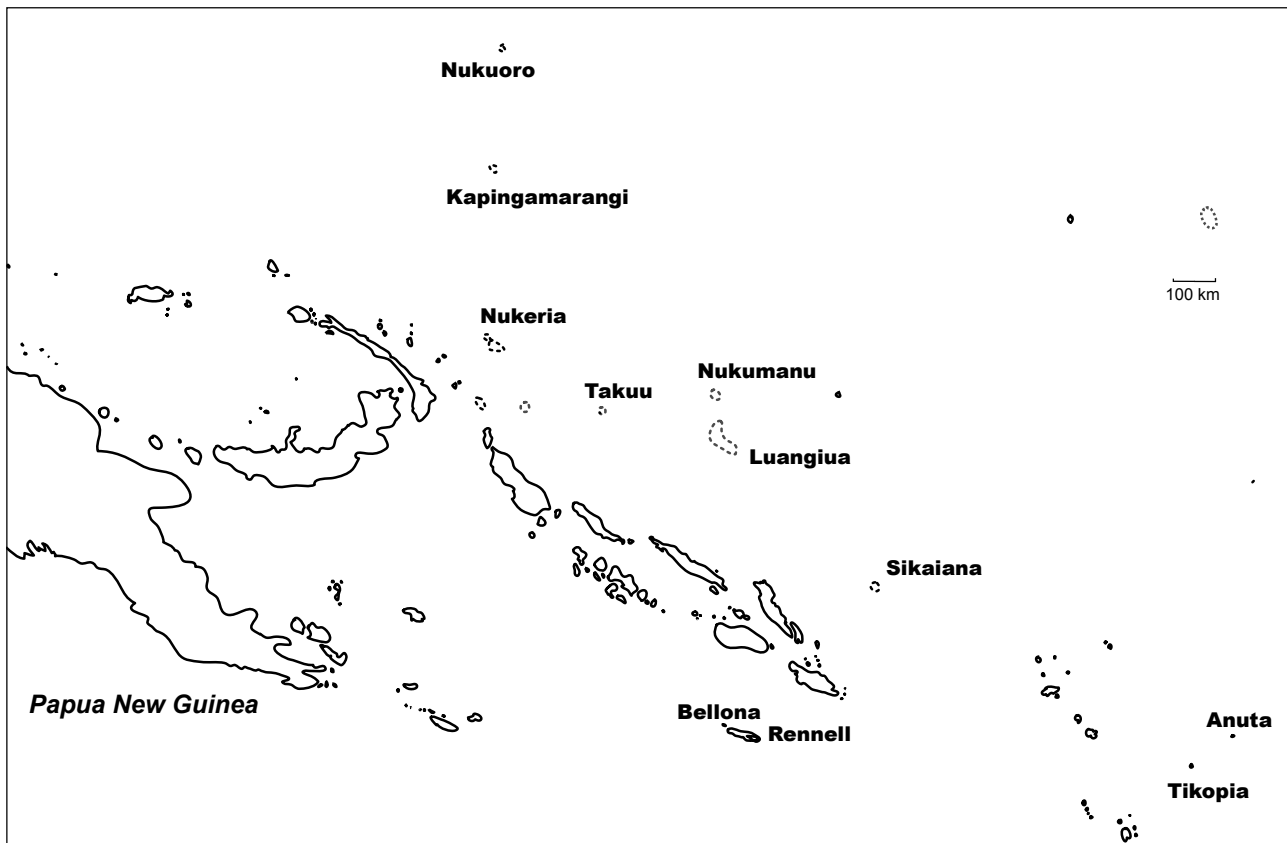 Nukuoro
Kapingamarangi
100 km
Nukeria
Takuu
Nukumanu
Luangiua
Sikaiana
Papua New Guinea
Bellona
Rennell
Anuta
Tikopia